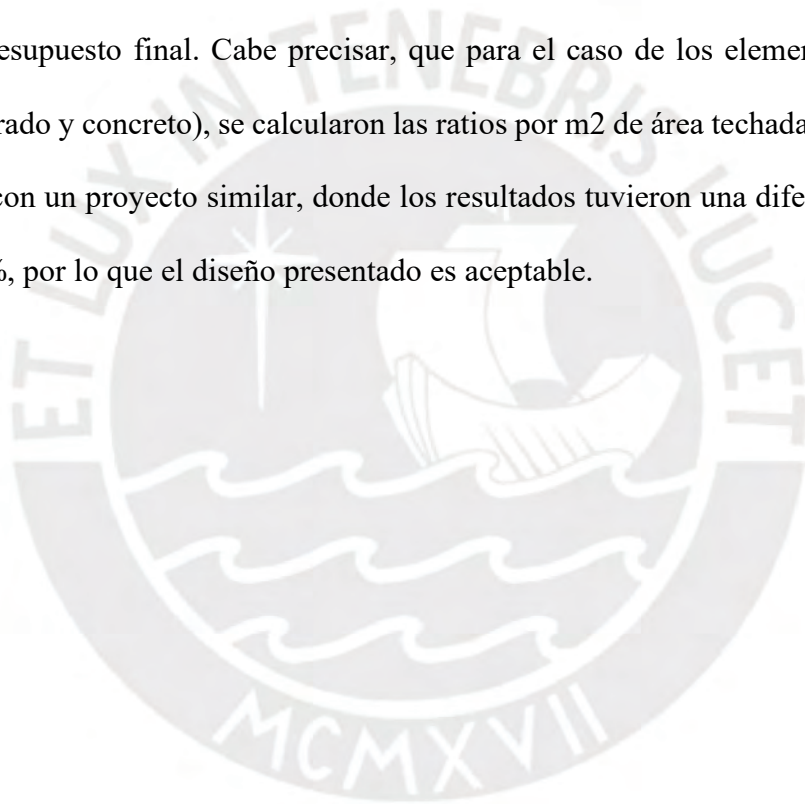 esupuesto final. Cabe precisar, que para el caso de los elemen
rado y concreto), se calcularon las ratios por m2 de área techada
con un proyecto similar, donde los resultados tuvieron una dife
, por lo que el diseño presentado es aceptable.
ET LUX IN TENEBRIS LUCET
MCMXVII